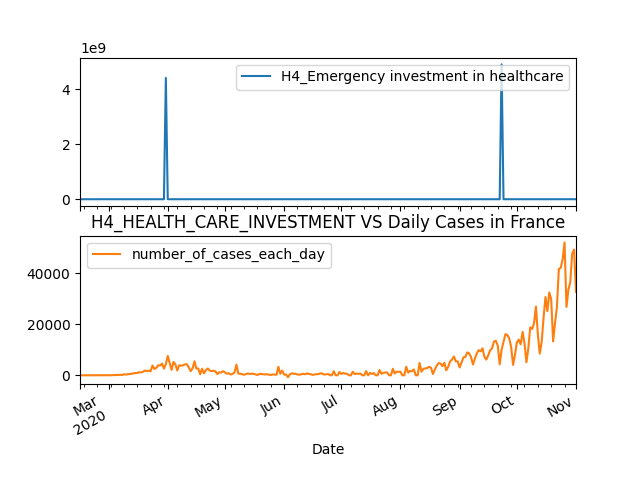 1e9
H4_Emergency investment in healthcare
4
2
0
H4_HEALTH_CARE_INVESTMENT VS Daily Cases in France
number_of_cases_each_day
40000
20000
0
Mar
2020
Apr
May
Jun
Jul
Aug
Sep
Oct
Nov
Date